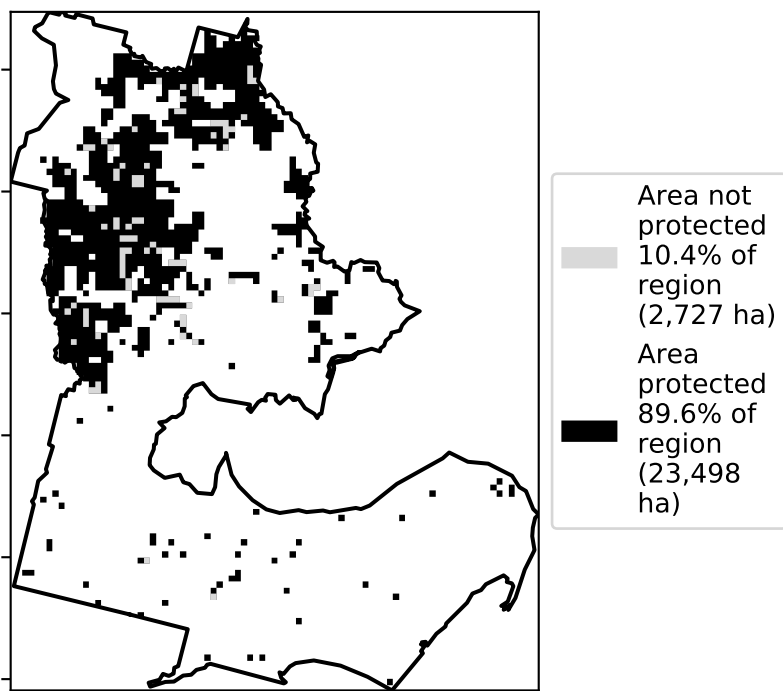 Area not
protected
10.4% of
region
(2,727 ha)
Area
protected
89.6% of
region
(23,498
ha)